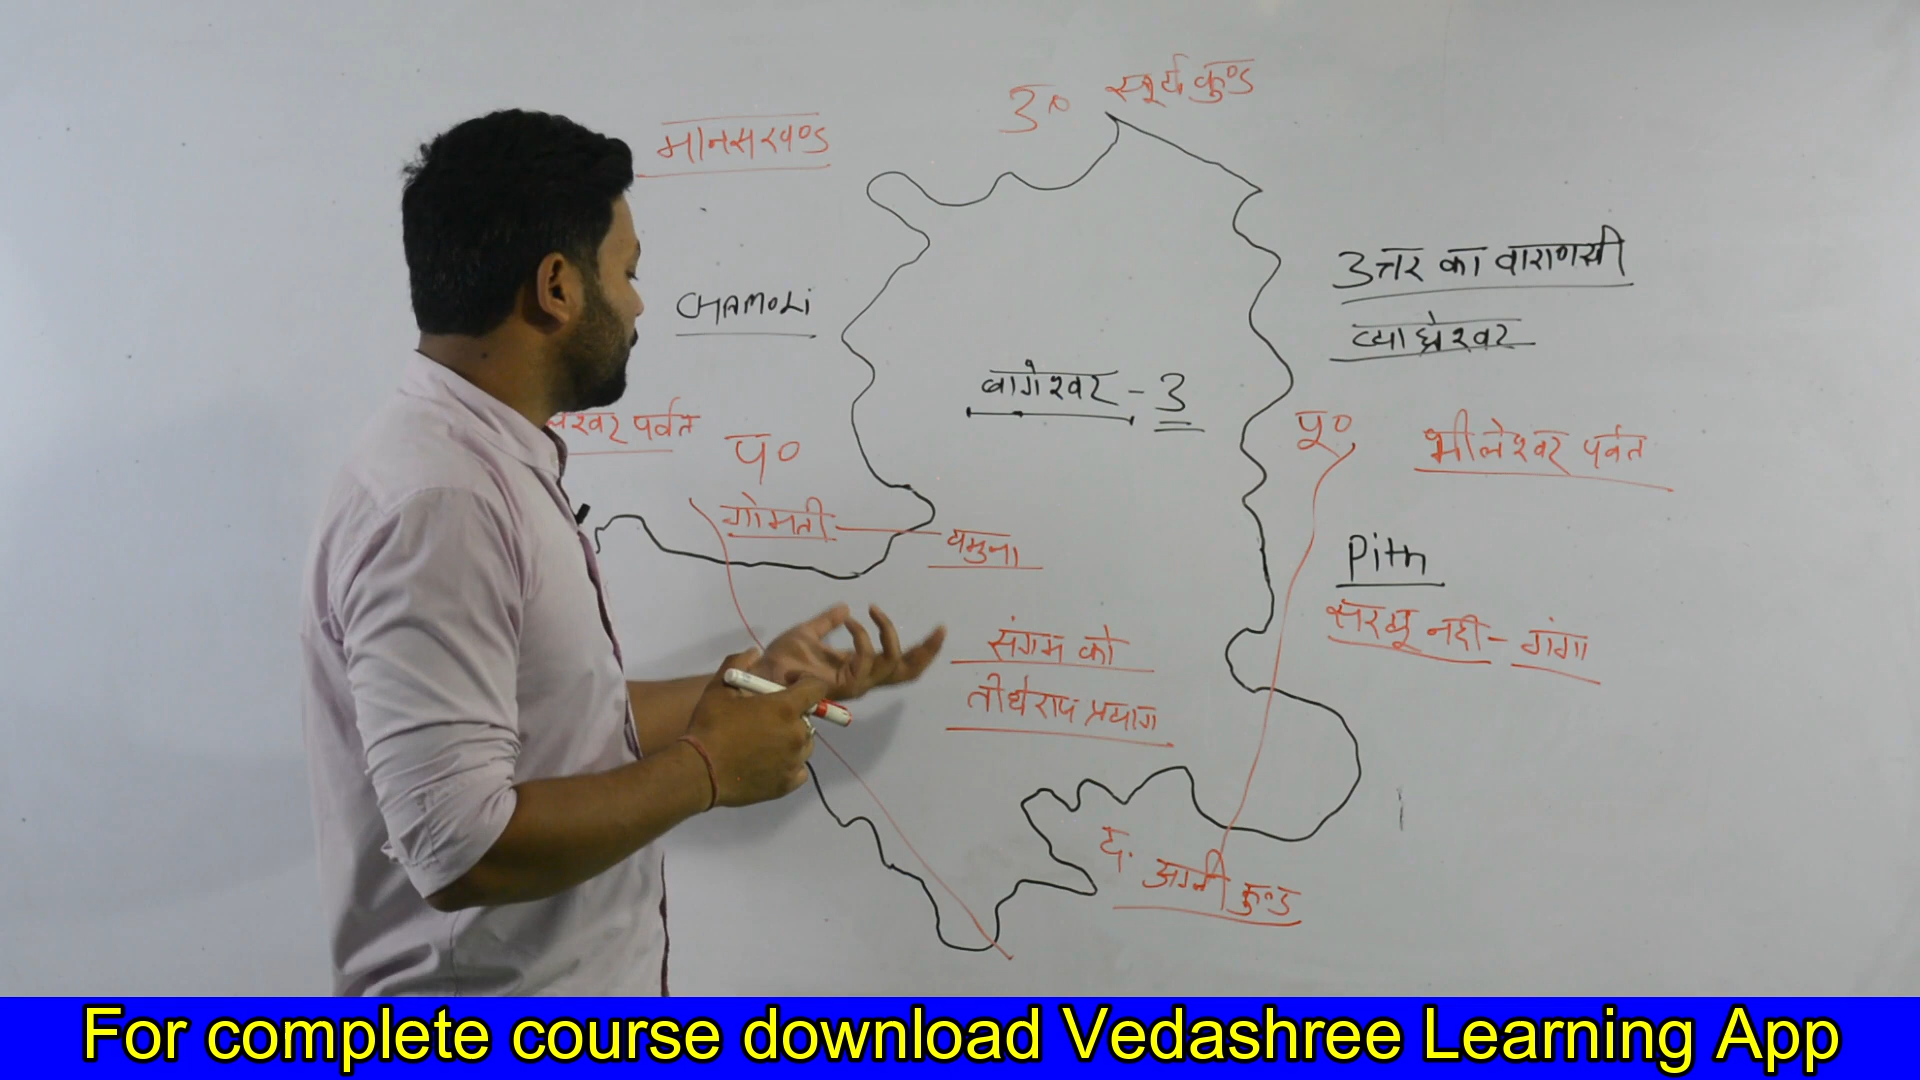 उ० सूर्यकुण्ड
मानसखण्ड
उत्तर का वाराणसी
CHAMOLI
व्याघ्रेश्वर
बागेश्वर - 3
पर्वत
प०
पू० भीलेश्वर पर्वत
गोमती - यमुना
Pith
सरयू नदी - गंगा
संगम को
तीर्थराज प्रयाग
द. अग्नी कुण्ड
For complete course download Vedashree Learning App